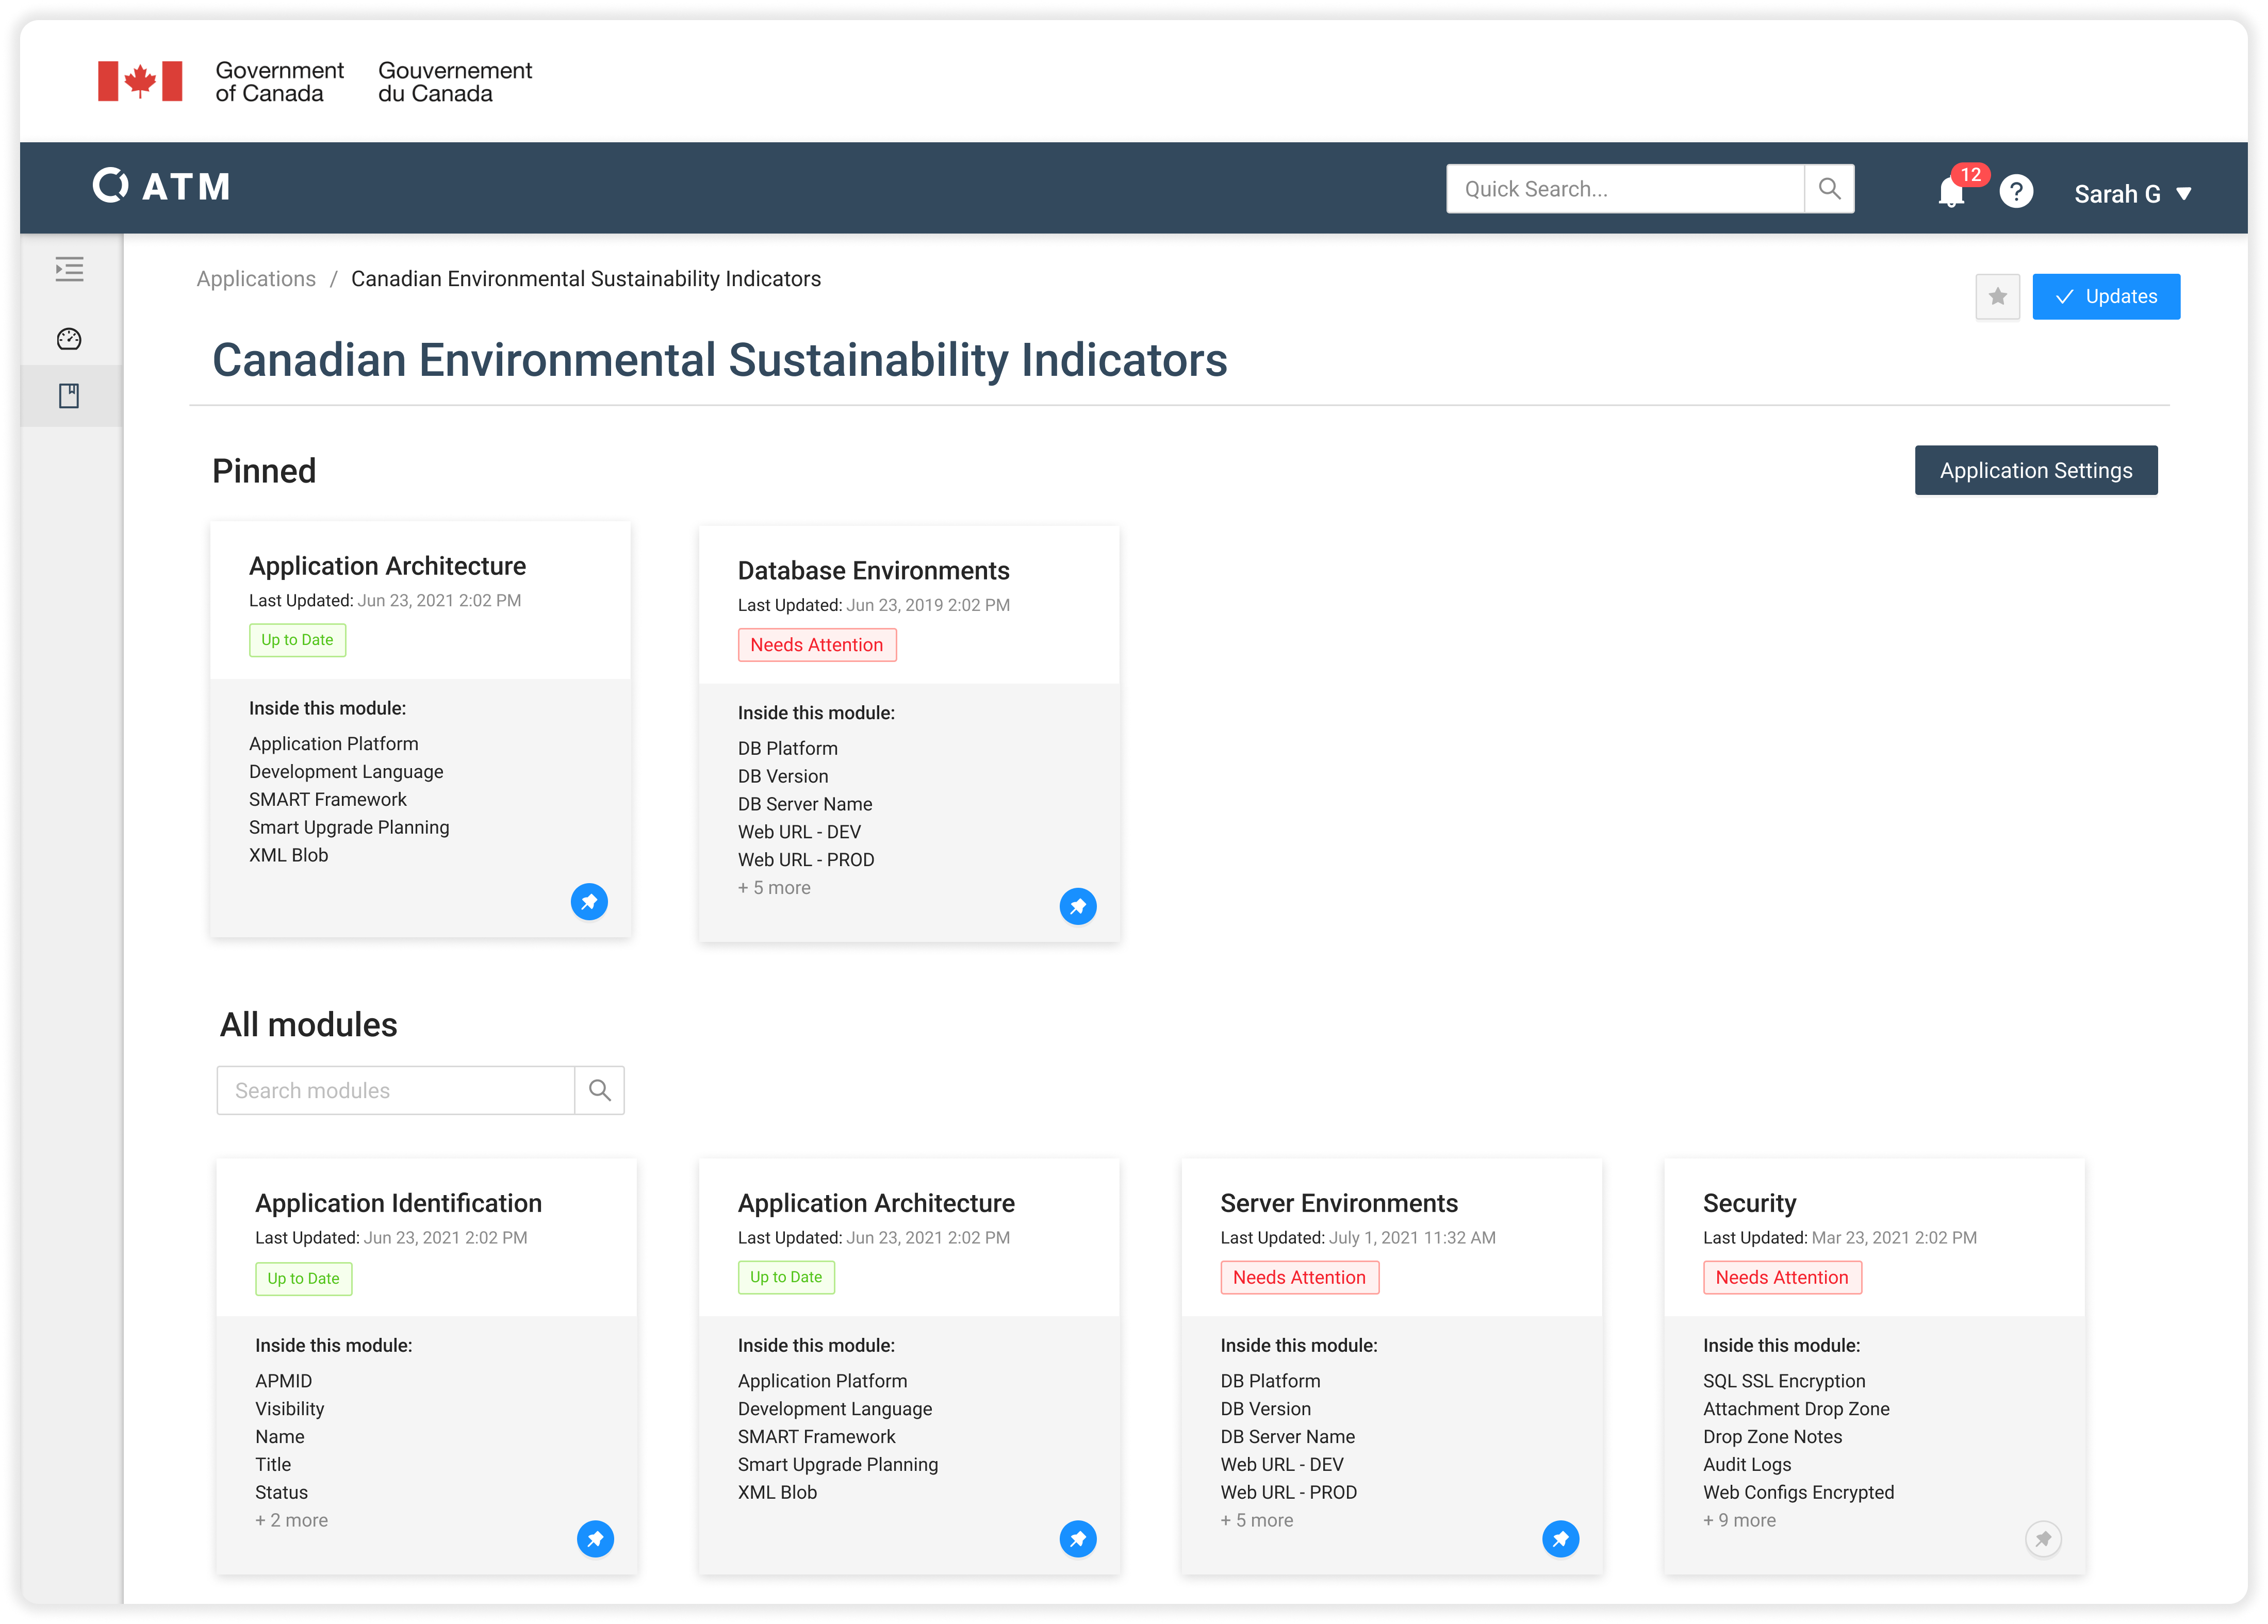 Government
of Canada
Gouvernement
du Canada
ATM
Quick Search...
12
?
Sarah G
Applications / Canadian Environmental Sustainability Indicators
Updates
Canadian Environmental Sustainability Indicators
Pinned
Application Settings
Application Architecture
Last Updated: Jun 23, 2021 2:02 PM
Up to Date
Inside this module:
Application Platform
Development Language
SMART Framework
Smart Upgrade Planning
XML Blob
Database Environments
Last Updated: Jun 23, 2019 2:02 PM
Needs Attention
Inside this module:
DB Platform
DB Version
DB Server Name
Web URL - DEV
Web URL - PROD
+ 5 more
All modules
Search modules
Application Identification
Last Updated: Jun 23, 2021 2:02 PM
Up to Date
Inside this module:
APMID
Visibility
Name
Title
Status
+ 2 more
Application Architecture
Last Updated: Jun 23, 2021 2:02 PM
Up to Date
Inside this module:
Application Platform
Development Language
SMART Framework
Smart Upgrade Planning
XML Blob
Server Environments
Last Updated: July 1, 2021 11:32 AM
Needs Attention
Inside this module:
DB Platform
DB Version
DB Server Name
Web URL - DEV
Web URL - PROD
+ 5 more
Security
Last Updated: Mar 23, 2021 2:02 PM
Needs Attention
Inside this module:
SQL SSL Encryption
Attachment Drop Zone
Drop Zone Notes
Audit Logs
Web Configs Encrypted
+ 9 more